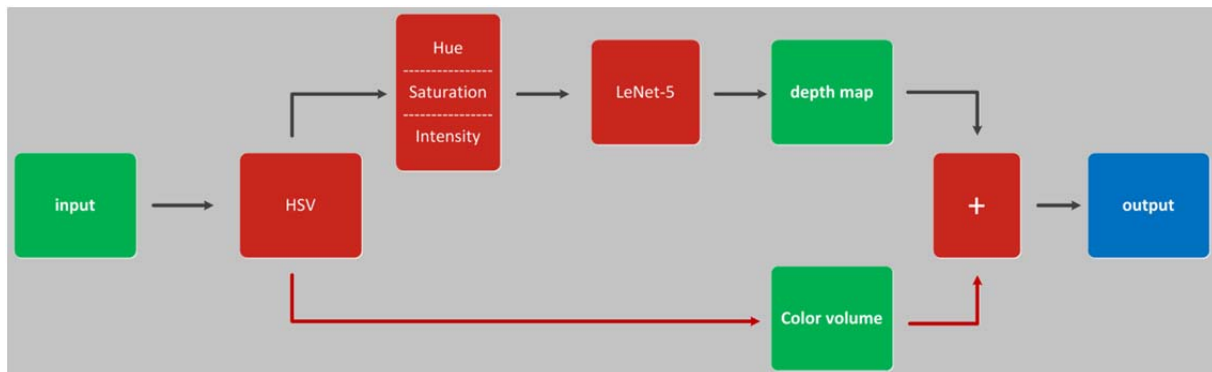 input
HSV
Hue
Saturation
Intensity
LeNet-5
depth map
Color volume
+
output